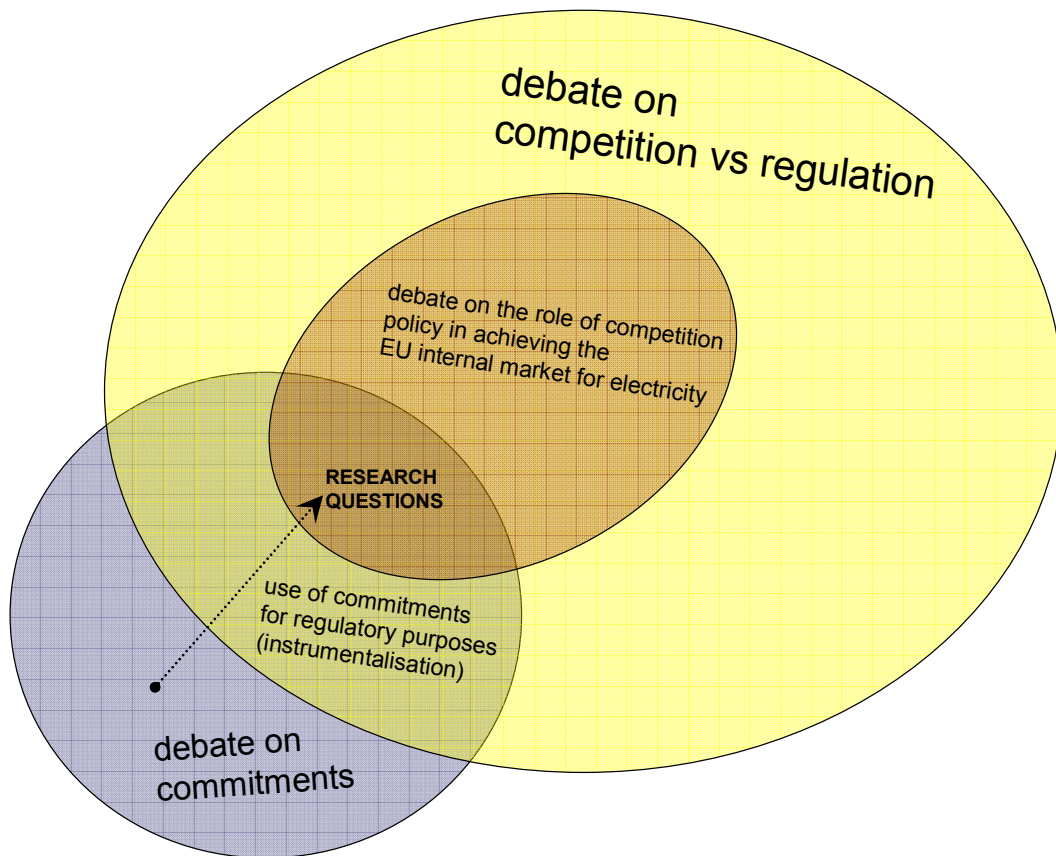 debate on
competition vs regulation
debate on the role of competition
policy in achieving the
EU internal market for electricity
RESEARCH
QUESTIONS
use of commitments
for regulatory purposes
(instrumentalisation)
debate on
commitments